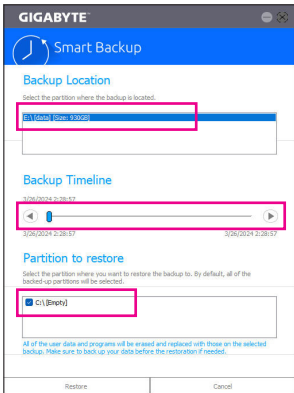 GIGABYTE™
Smart Backup
Backup Location
Select the partition where the backup is located.
E:\ [data] [Size: 930GB]
Backup Timeline
3/26/2024 2:28:57
3/26/2024 2:28:57 3/26/2024 2:28:57
Partition to restore
Select the partition where you want to restore the backup to. By default, all of the
backed-up partitions will be selected.
C:\ [Empty]
All of the user data and programs will be erased and replaced with those on the selected
backup. Make sure to back up your data before the restoration if needed.
Restore Cancel